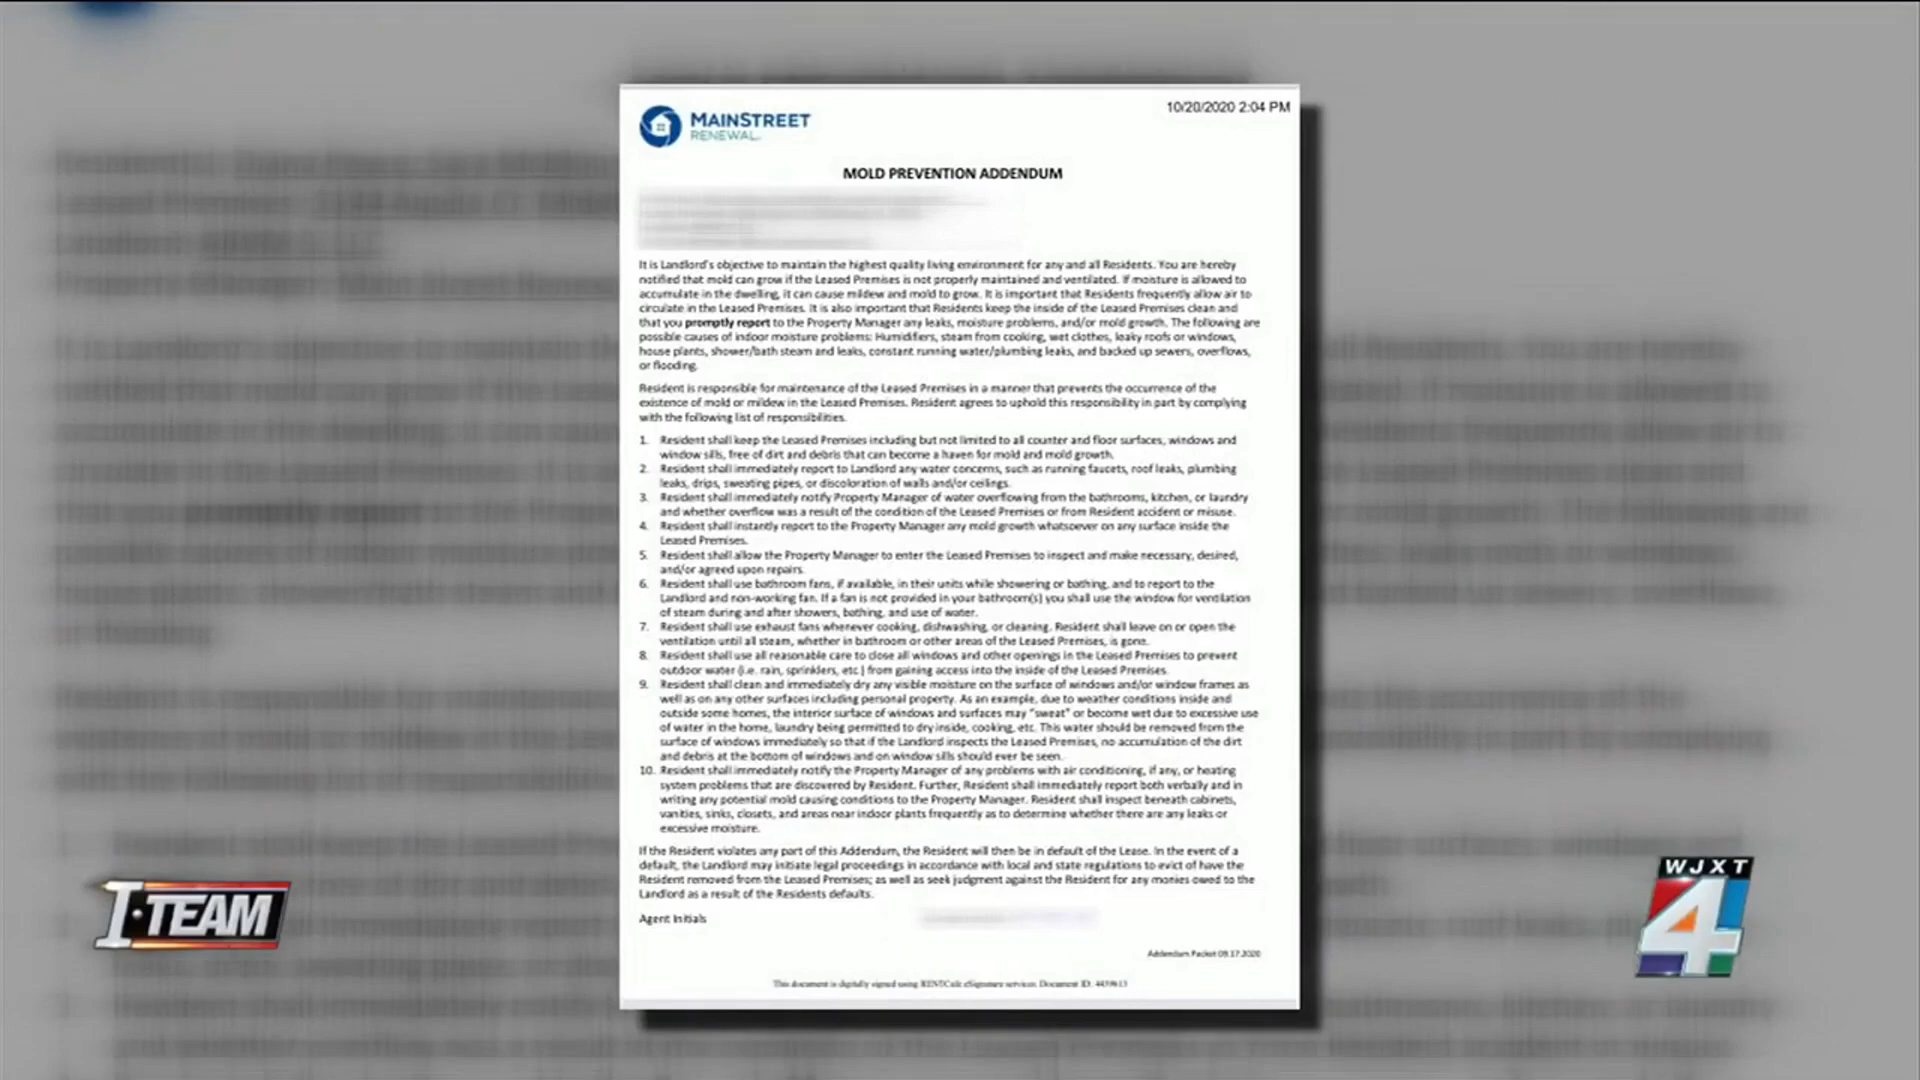 MAINSTREET
RENEWAL
10/20/2020 2:04 PM
MOLD PREVENTION ADDENDUM
It is Landlord's objective to maintain the highest quality living environment for any and all Residents. You are hereby
notified that mold can grow if the Leased Premises is not properly maintained and ventilated. If moisture is allowed to
accumulate in the dwelling, it can cause mildew and mold to grow. It is important that Residents frequently allow air to
circulate in the Leased Premises. It is also important that Residents keep the inside of the Leased Premises clean and
that you promptly report to the Property Manager any leaks, moisture problems, and/or mold growth. The following are
possible causes of indoor moisture problems: Humidifiers, steam from cooking, wet clothes, leaky roofs or windows,
house plants, shower/bath steam and leaks, constant running water/plumbing leaks, and backed up sewers, overflows,
or flooding.
Resident is responsible for maintenance of the Leased Premises in a manner that prevents the occurrence of the
existence of mold or mildew in the Leased Premises. Resident agrees to uphold this responsibility in part by complying
with the following list of responsibilities.
1. Resident shall keep the Leased Premises including but not limited to all counter and floor surfaces, windows and
window sills, free of dirt and debris that can become a haven for mold and mold growth.
2. Resident shall immediately report to Landlord any water concerns, such as running faucets, roof leaks, plumbing
leaks, drips, sweating pipes, or discoloration of walls and/or ceilings.
3. Resident shall immediately notify Property Manager of water overflowing from the bathrooms, kitchen, or laundry
and whether overflow was a result of the condition of the Leased Premises or from Resident accident or misuse.
4. Resident shall instantly report to the Property Manager any mold growth whatsoever on any surface inside the
Leased Premises.
5. Resident shall allow the Property Manager to enter the Leased Premises to inspect and make necessary, desired,
and/or agreed upon repairs.
6. Resident shall use bathroom fans, if available, in their units while showering or bathing, and to report to the
Landlord and non-working fan. If a fan is not provided in your bathroom(s) you shall use the window for ventilation
of steam during and after showers, bathing, and use of water.
7. Resident shall use exhaust fans whenever cooking, dishwashing, or cleaning. Resident shall leave on or open the
ventilation until all steam, whether in bathroom or other areas of the Leased Premises, is gone.
8. Resident shall use all reasonable care to close all windows and other openings in the Leased Premises to prevent
outdoor water (i.e. rain, sprinklers, etc.) from gaining access into the inside of the Leased Premises.
9. Resident shall clean and immediately dry any visible moisture on the surface of windows and/or window frames as
well as on any other surfaces including personal property. As an example, due to weather conditions inside and
outside some homes, the interior surface of windows and surfaces may "sweat" or become wet due to excessive use
of water in the home, laundry being permitted to dry inside, cooking, etc. This water should be removed from the
surface of windows immediately so that if the Landlord inspects the Leased Premises, no accumulation of the dirt
and debris at the bottom of windows and on window sills should ever be seen.
10. Resident shall immediately notify the Property Manager of any problems with air conditioning, if any, or heating
system problems that are discovered by Resident. Further, Resident shall immediately report both verbally and in
writing any potential mold causing conditions to the Property Manager. Resident shall inspect beneath cabinets,
vanities, sinks, closets, and areas near indoor plants frequently as to determine whether there are any leaks or
excessive moisture.
If the Resident violates any part of this Addendum, the Resident will then be in default of the Lease. In the event of a
default, the Landlord may initiate legal proceedings in accordance with local and state regulations to evict of have the
Resident removed from the Leased Premises; as well as seek judgment against the Resident for any monies owed to the
Landlord as a result of the Residents defaults.
Agent Initials
Addendum Packet 09.17.2020
This document is digitally signed using RENTCafe eSignature services. Document ID: 4459613
I-TEAM
WJXT
4